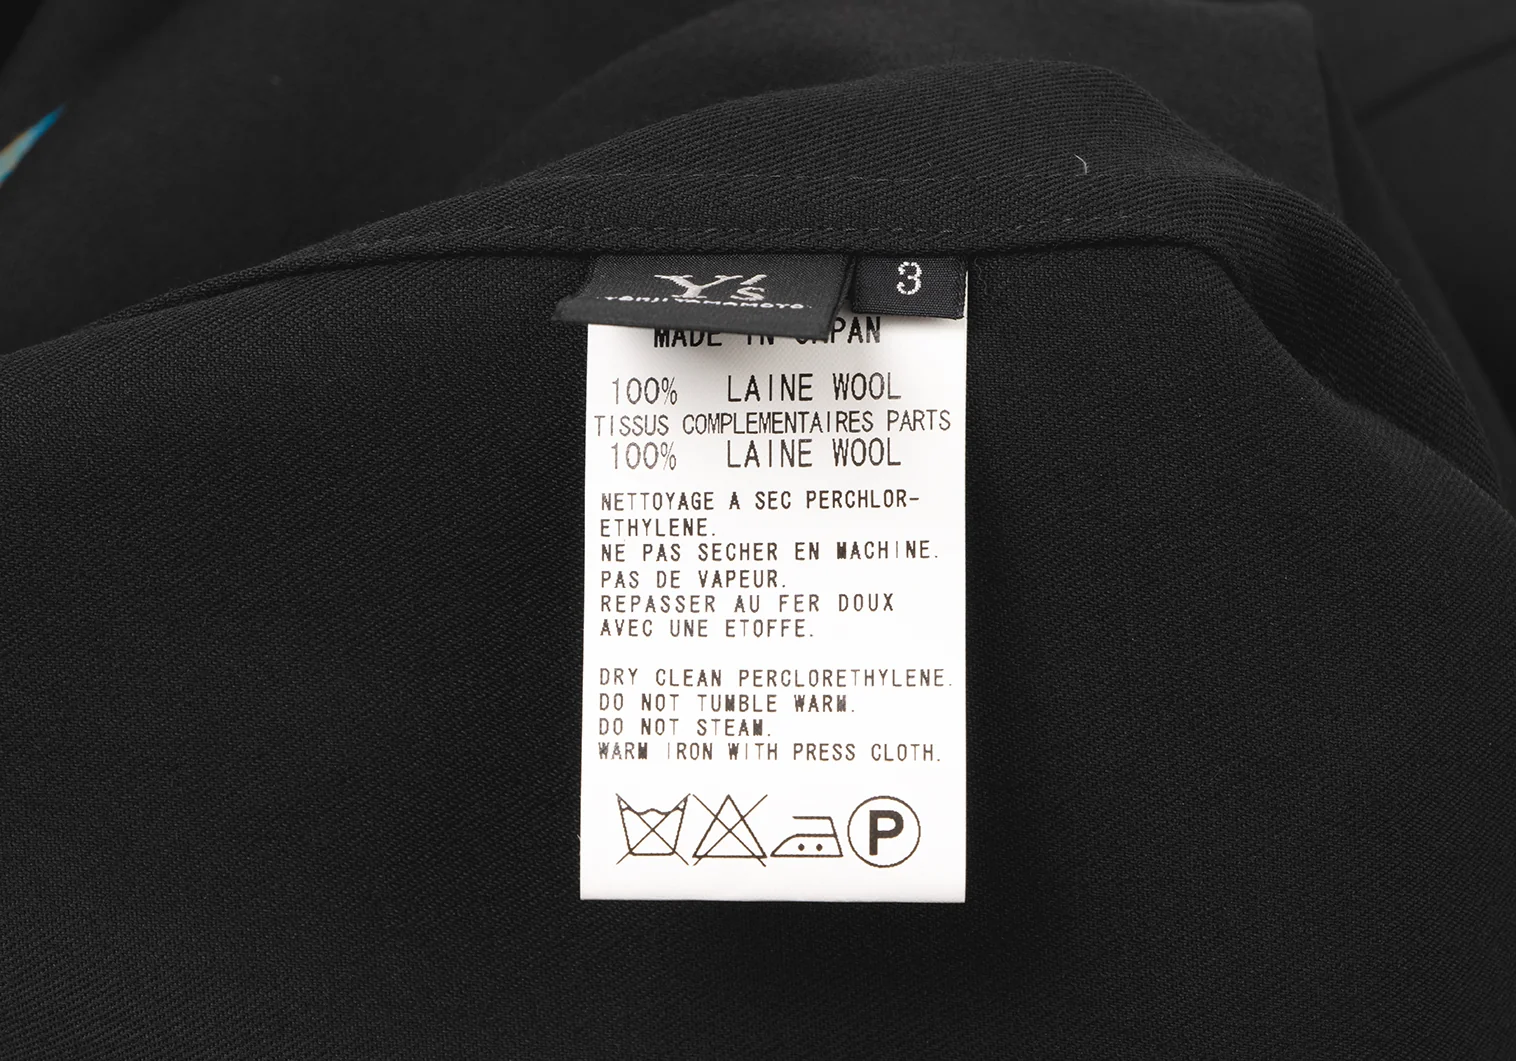 Y's
YOHJI YAMAMOTO
3
MADE IN JAPAN
100% LAINE WOOL
TISSUS COMPLEMENTAIRES PARTS
100% LAINE WOOL
NETTOYAGE A SEC PERCHLOR-
ETHYLENE.
NE PAS SECHER EN MACHINE.
PAS DE VAPEUR.
REPASSER AU FER DOUX
AVEC UNE ETOFFE.
DRY CLEAN PERCLORETHYLENE.
DO NOT TUMBLE WARM.
DO NOT STEAM.
WARM IRON WITH PRESS CLOTH.
P